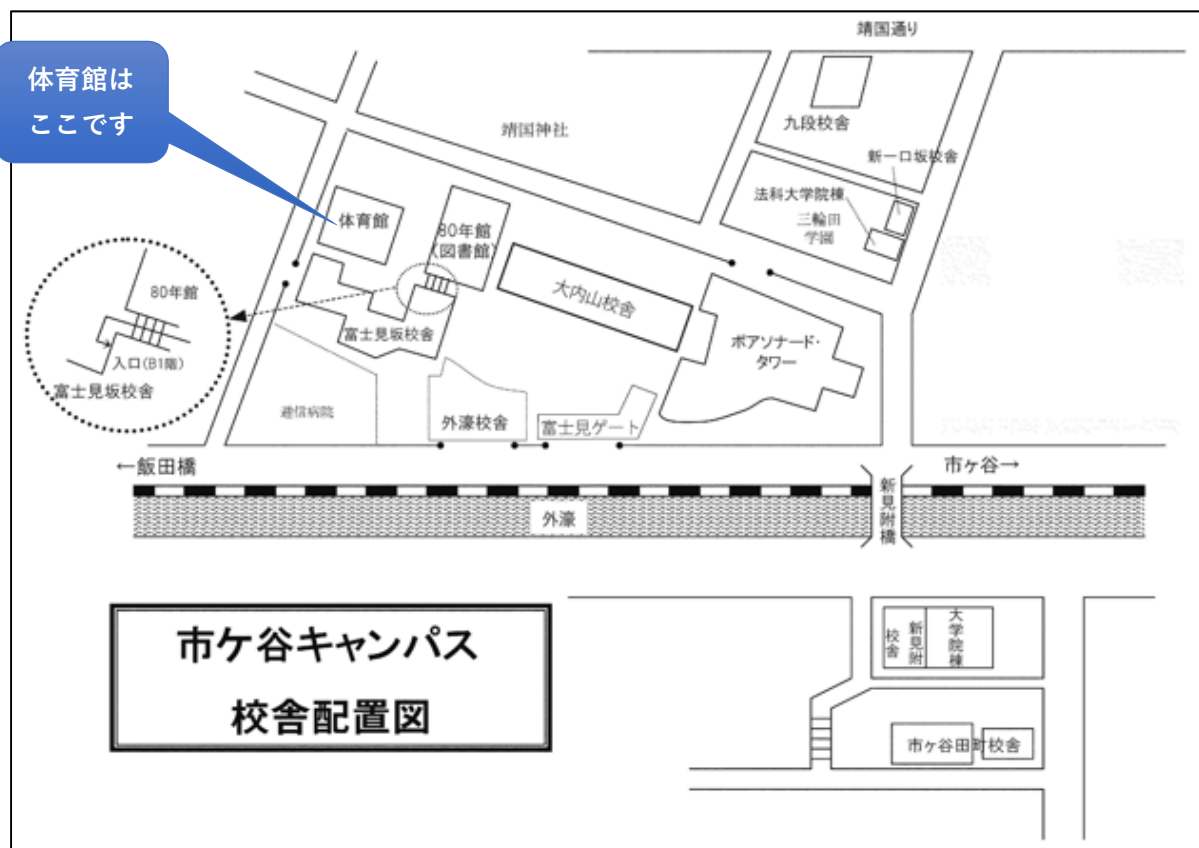 靖国通り
体育館は
ここです
九段校舎
靖国神社
新一口坂校舎
法科大学院棟
三輪田
学園
体育館
80年館
(図書館)
大内山校舎
80年館
入口(B1階)
富士見坂校舎
富士見坂校舎
ボアソナード・
タワー
逓信病院
外濠校舎
富士見ゲート
←飯田橋
市ヶ谷→
新見附橋
外濠
市ケ谷キャンパス
校舎配置図
大学院棟
新見附
校舎
市ヶ谷田町校舎